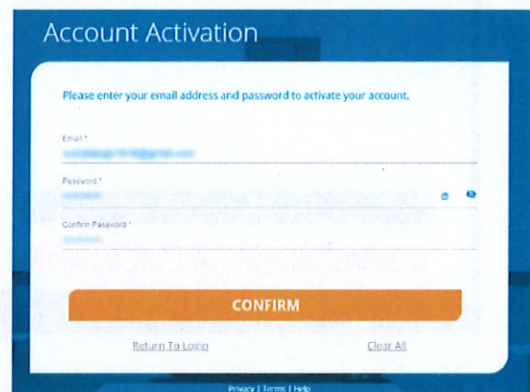 Account Activation
Please enter your email address and password to activate your account.
Email *
Password *
Confirm Password *
CONFIRM
Return To Login Clear All
Privacy | Terms | Help